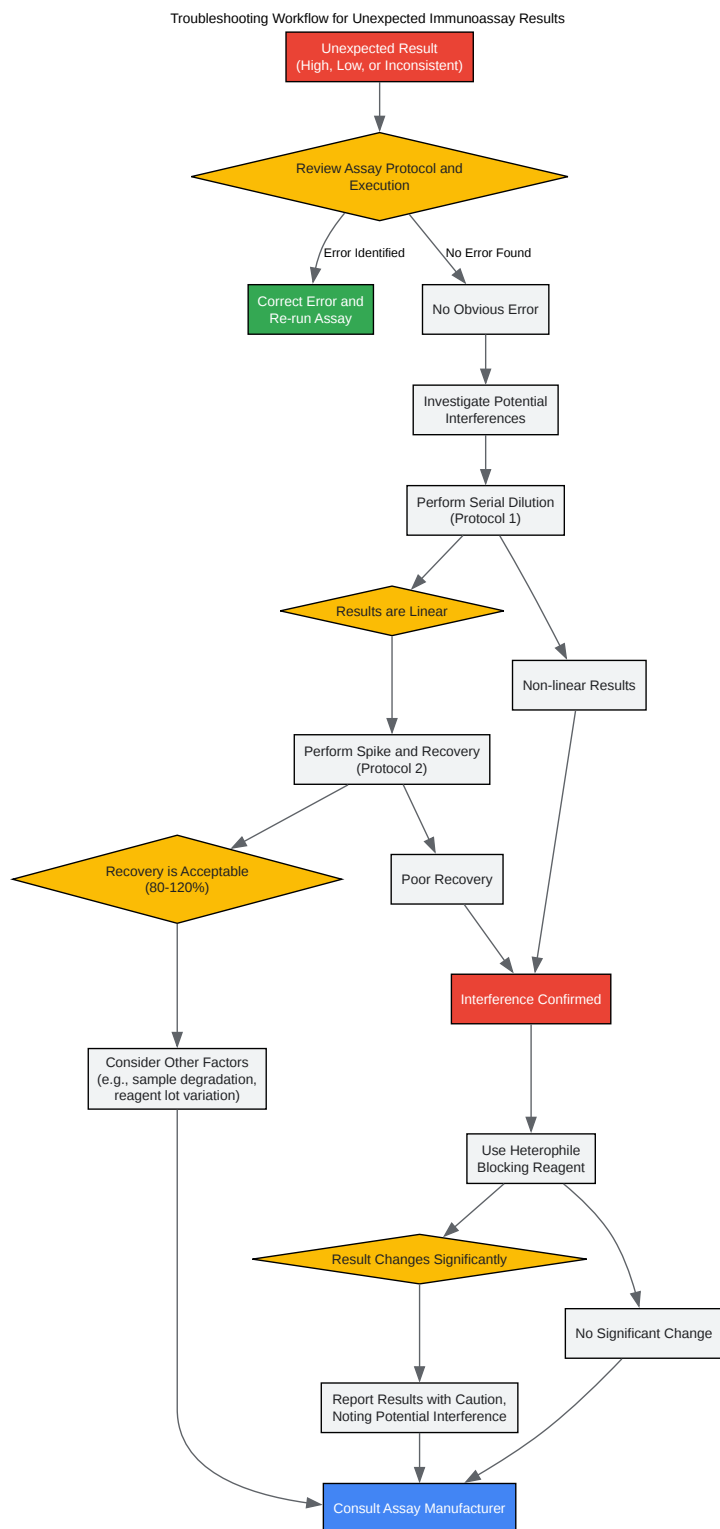 Troubleshooting Workflow for Unexpected Immunoassay Results
Unexpected Result
(High, Low, or Inconsistent)
Review Assay Protocol and
Execution
Error Identified
No Error Found
Correct Error and
Re-run Assay
No Obvious Error
Investigate Potential
Interferences
Perform Serial Dilution
(Protocol 1)
Results are Linear
Non-linear Results
Perform Spike and Recovery
(Protocol 2)
Recovery is Acceptable
(80-120%)
Poor Recovery
Interference Confirmed
Consider Other Factors
(e.g., sample degradation,
reagent lot variation)
Use Heterophile
Blocking Reagent
Result Changes Significantly
No Significant Change
Report Results with Caution,
Noting Potential Interference
Consult Assay Manufacturer